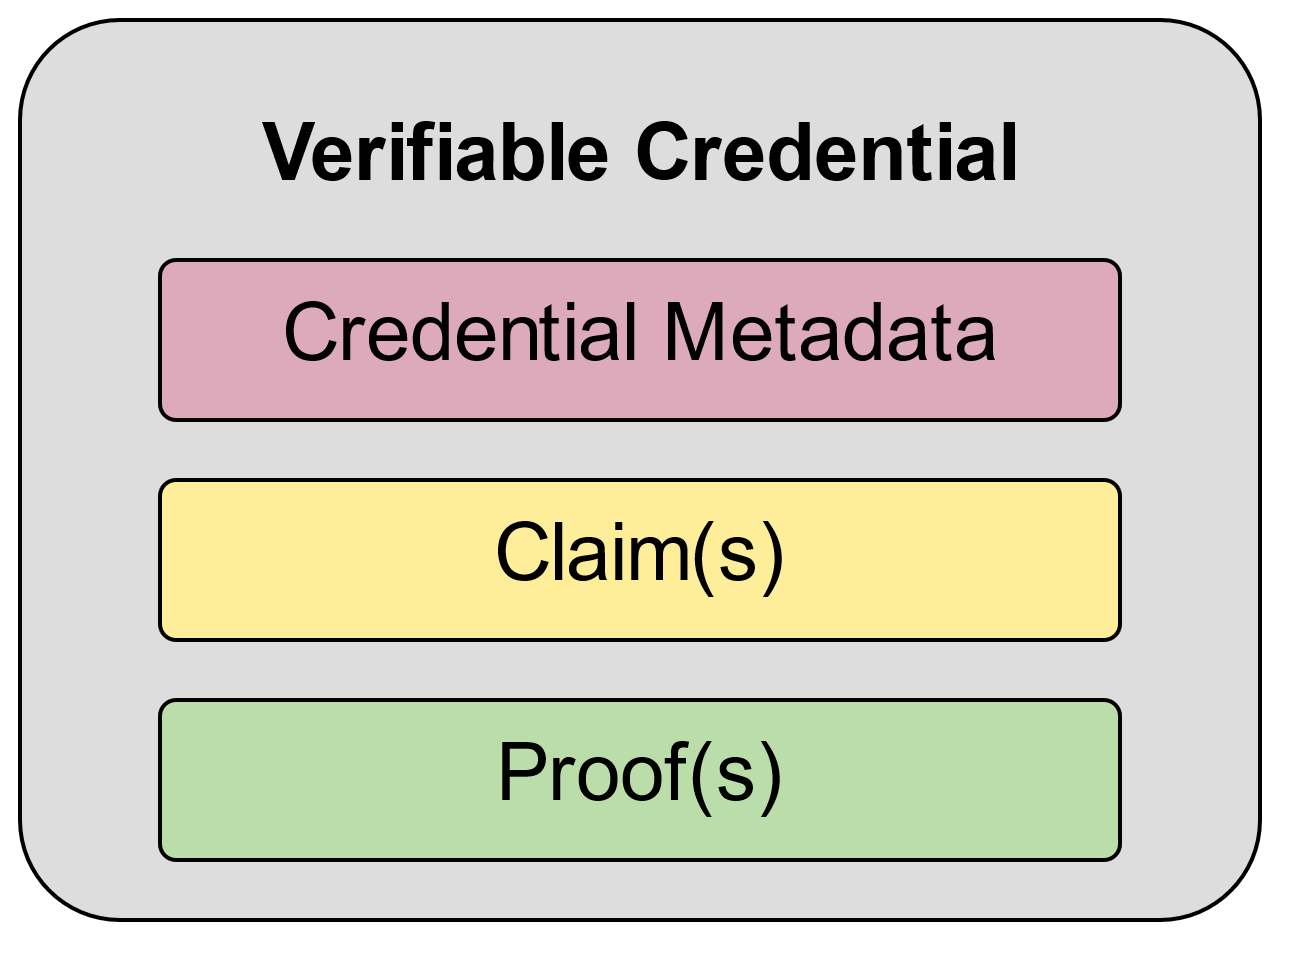 Verifiable Credential
Credential Metadata
Claim(s)
Proof(s)